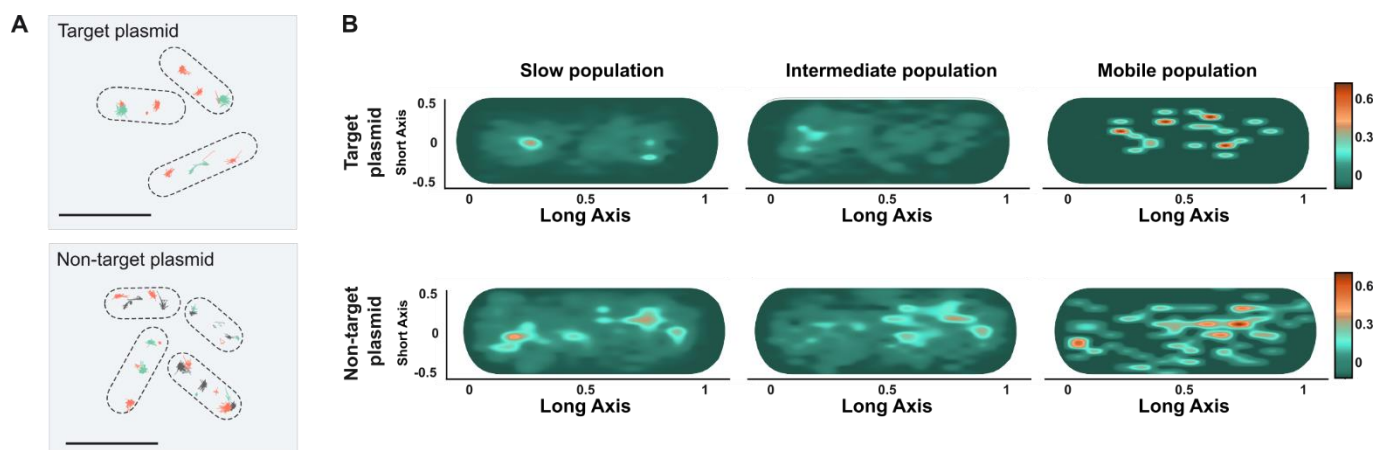 A
Target plasmid
Non-target plasmid
B
Slow population
Intermediate population
Mobile population
Target
plasmid
Short Axis
0.5
0
-0.5
0
0.5
1
0
0.5
1
0
0.5
1
Long Axis
Long Axis
Long Axis
0.6
0.3
0
Non-target
plasmid
Short Axis
0.5
0
-0.5
0
0.5
1
0
0.5
1
0
0.5
1
Long Axis
Long Axis
Long Axis
0.6
0.3
0